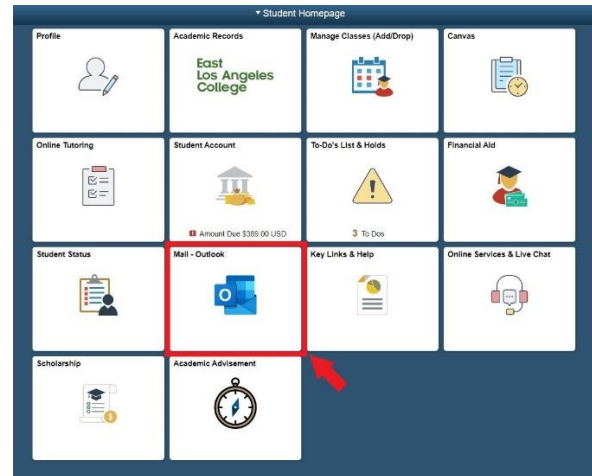 Student Homepage
Profile
Academic Records
Manage Classes (Add/Drop)
Canvas
East
Los Angeles
College
Online Tutoring
Student Account
To-Do's List & Holds
Financial Aid
Amount Due $389.00 USD
3 To Dos
Student Status
Mail - Outlook
Key Links & Help
Online Services & Live Chat
Scholarship
Academic Advisement